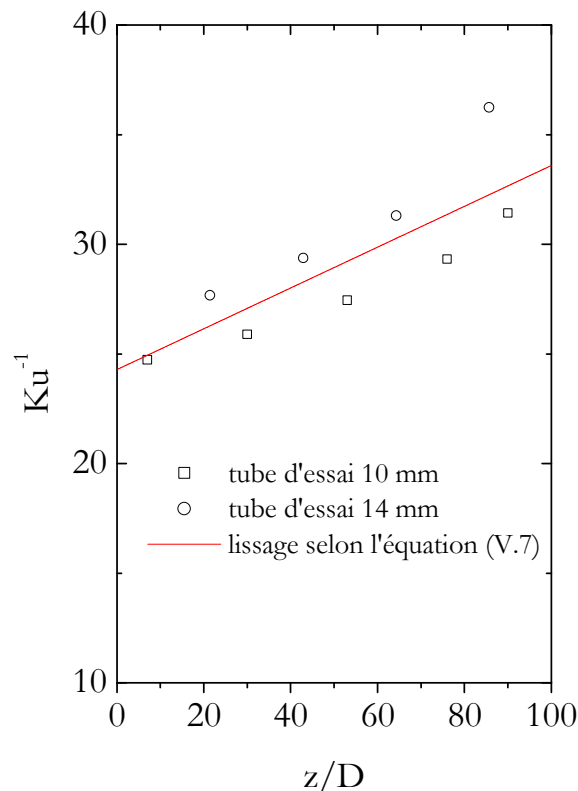 40
30
20
10
Ku⁻¹
tube d'essai 10 mm
tube d'essai 14 mm
lissage selon l'équation (V.7)
0 20 40 60 80 100
z/D